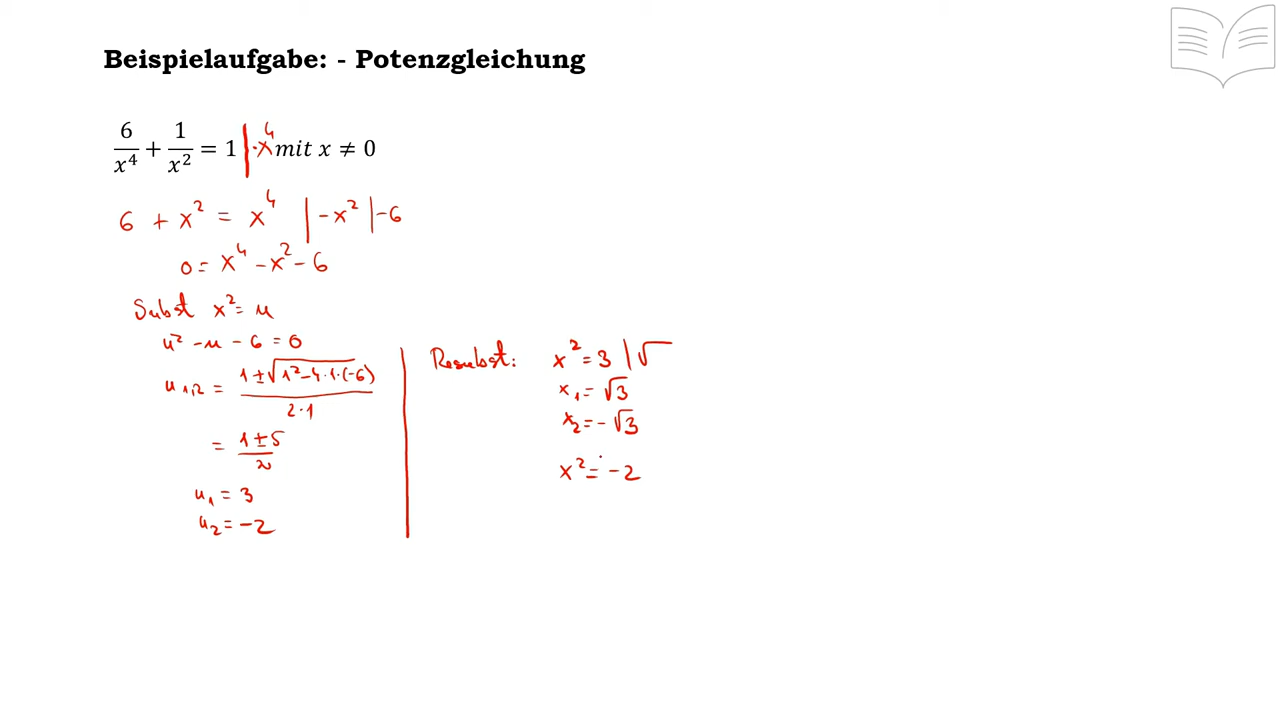 Beispielaufgabe: - Potenzgleichung
6/x⁴ + 1/x² = 1 | ·x⁴ mit x ≠ 0
6 + x² = x⁴ | -x² | -6
0 = x⁴ - x² - 6
Subst x² = u
u² - u - 6 = 0
u₁,₂ = (1 ± √(1² - 4·1·(-6)))/(2·1)
= (1 ± 5)/2
u₁ = 3
u₂ = -2
Resubst: x² = 3 | √
x₁ = √3
x₂ = -√3
x² = -2